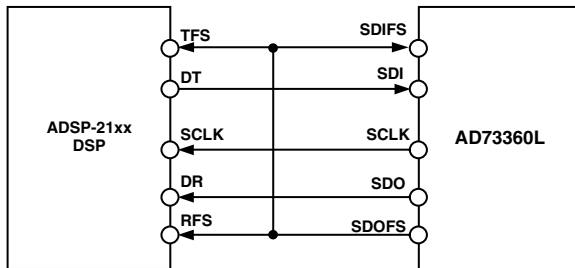 TFS SDIFS
DT SDI
ADSP-21xx
DSP
SCLK SCLK
AD73360L
DR SDO
RFS SDOFS